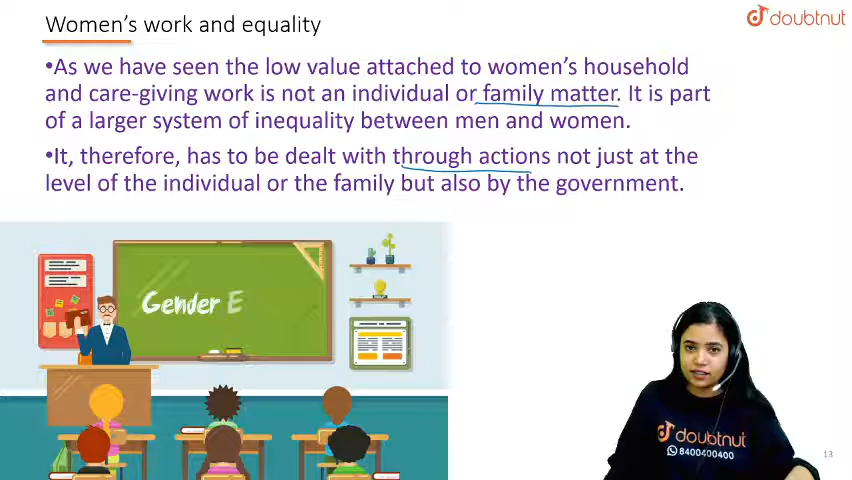 Women's work and equality
doubtnut
•As we have seen the low value attached to women's household
and care-giving work is not an individual or family matter. It is part
of a larger system of inequality between men and women.
•It, therefore, has to be dealt with through actions not just at the
level of the individual or the family but also by the government.
Gender E
doubtnut
8400400400
13